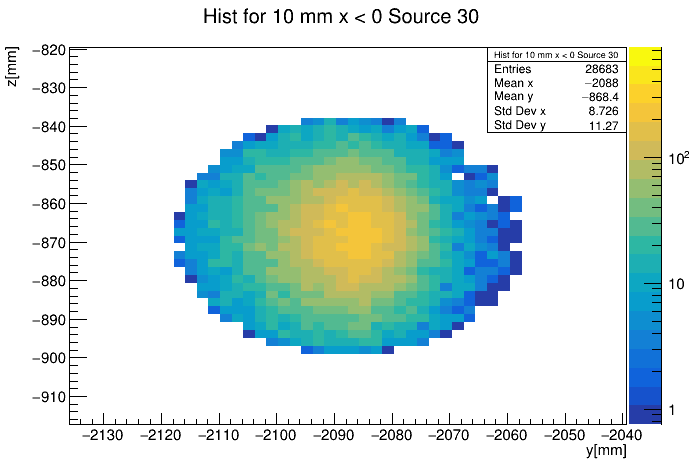 Hist for 10 mm x < 0 Source 30
z[mm]
Hist for 10 mm x < 0 Source 30
Entries 28683
Mean x −2088
Mean y −868.4
Std Dev x 8.726
Std Dev y 11.27
−820
−830
−840
−850
−860
−870
−880
−890
−900
−910
10²
10
1
−2130 −2120 −2110 −2100 −2090 −2080 −2070 −2060 −2050 −2040
y[mm]